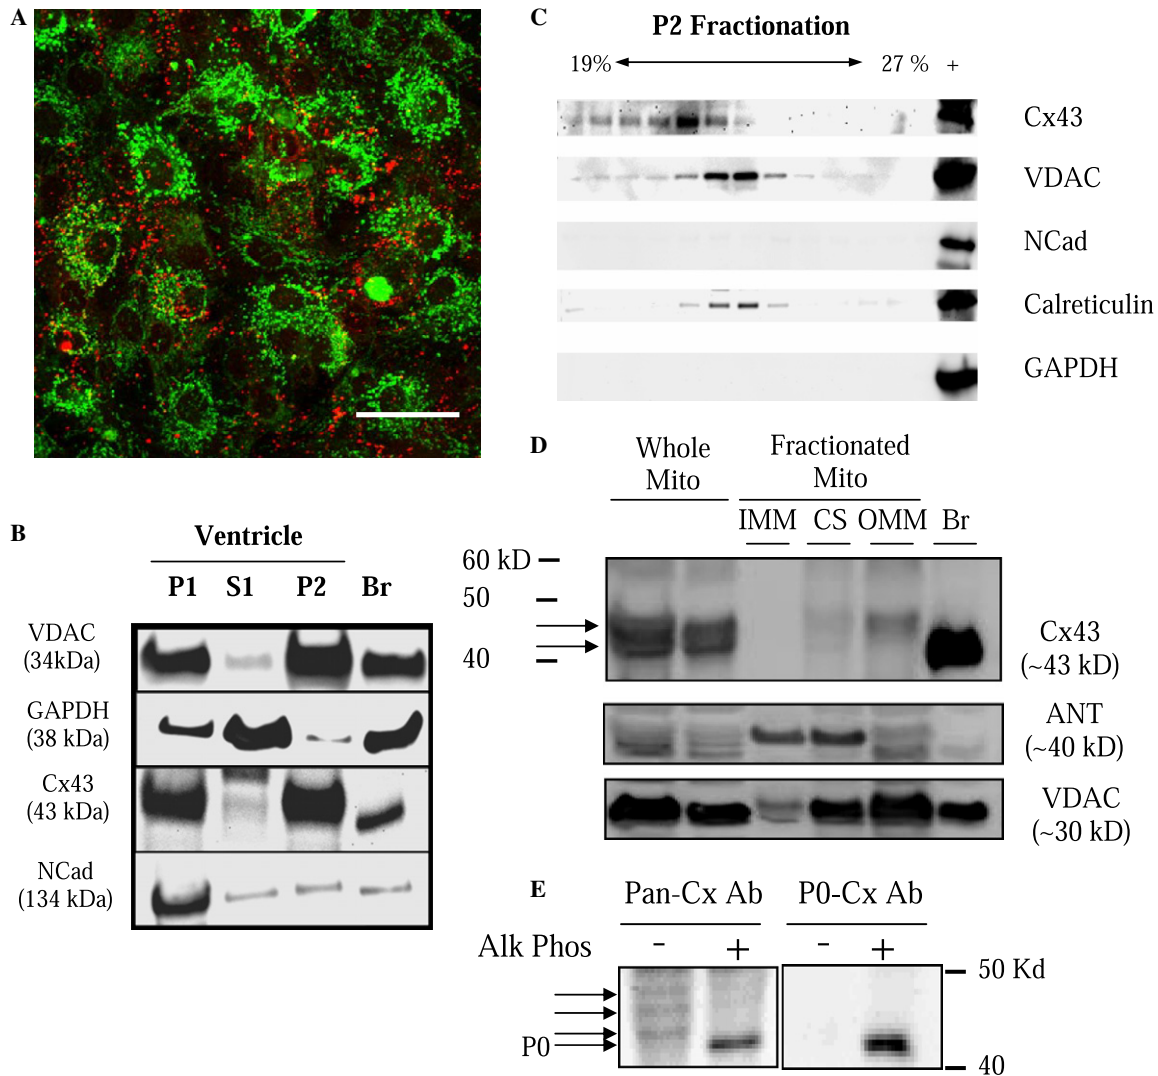 A
C
P2 Fractionation
19%
27 %
+
Cx43
VDAC
NCad
Calreticulin
GAPDH
B
Ventricle
P1
S1
P2
Br
VDAC
(34kDa)
GAPDH
(38 kDa)
Cx43
(43 kDa)
NCad
(134 kDa)
D
Whole
Mito
Fractionated
Mito
IMM
CS
OMM
Br
60 kD
50
40
Cx43
(~43 kD)
ANT
(~40 kD)
VDAC
(~30 kD)
E
Pan-Cx Ab
P0-Cx Ab
Alk Phos
-
+
-
+
P0
50 Kd
40